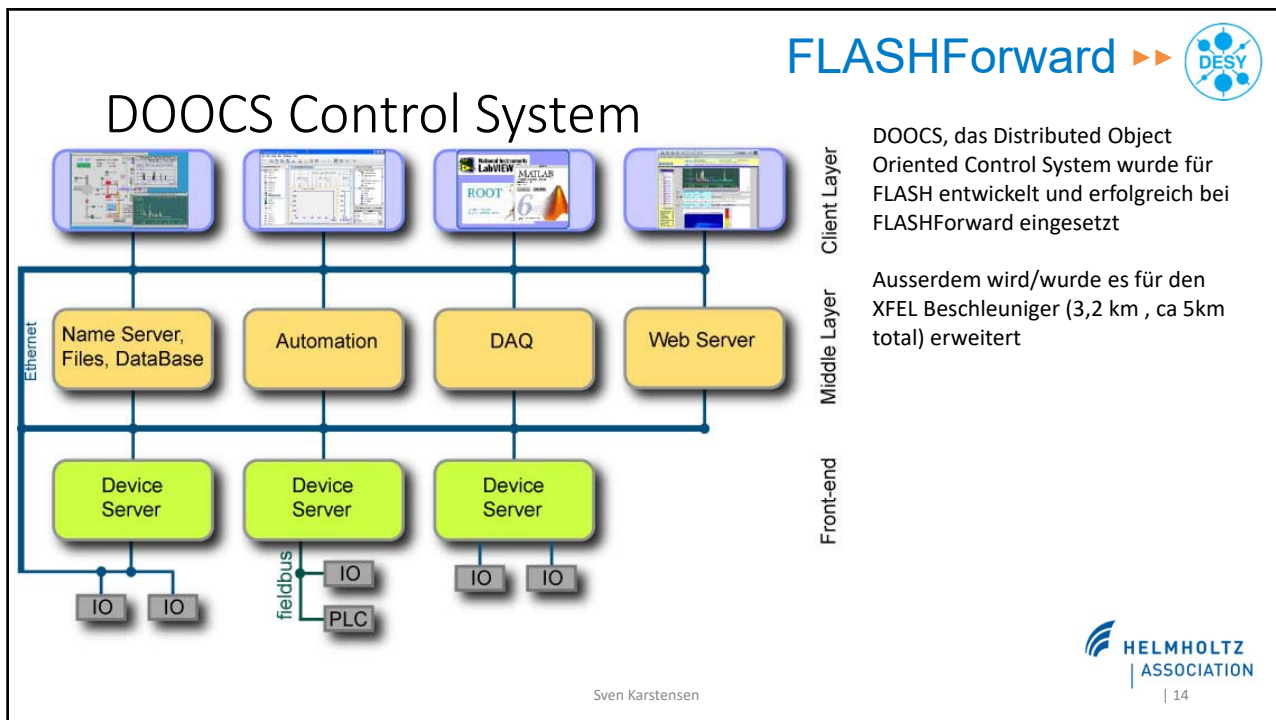 FLASHForward
DESY
DOOCS Control System
National Instruments
LabVIEW
MATLAB
ROOT
6
Client Layer
DOOCS, das Distributed Object
Oriented Control System wurde für
FLASH entwickelt und erfolgreich bei
FLASHForward eingesetzt
Ausserdem wird/wurde es für den
XFEL Beschleuniger (3,2 km , ca 5km
total) erweitert
Ethernet
Name Server,
Files, DataBase
Automation
DAQ
Web Server
Middle Layer
Device
Server
Device
Server
Device
Server
Front-end
fieldbus
IO
IO
IO
PLC
IO
IO
HELMHOLTZ
| ASSOCIATION
Sven Karstensen
| 14